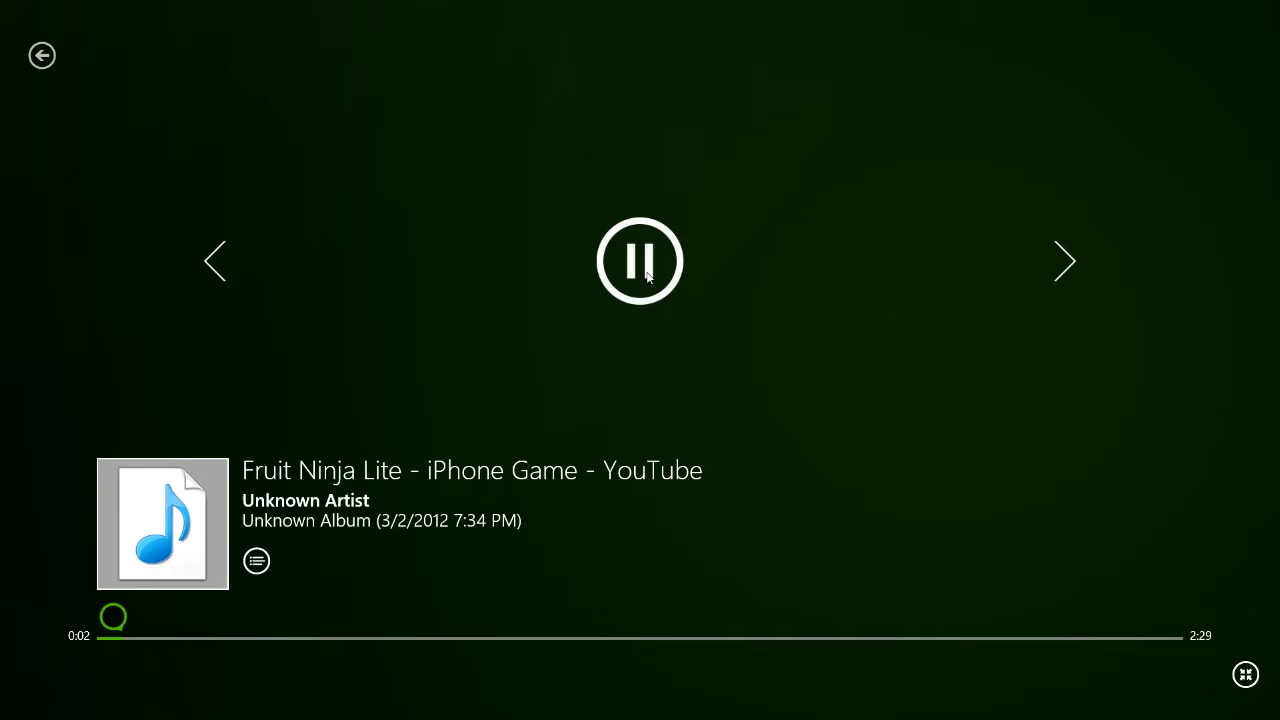 Fruit Ninja Lite - iPhone Game - YouTube
Unknown Artist
Unknown Album (3/2/2012 7:34 PM)
0:02
2:29